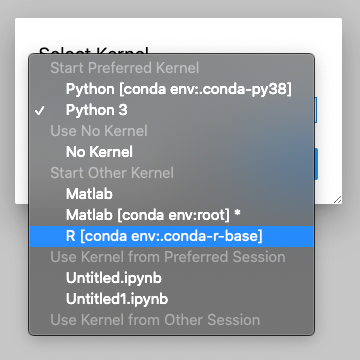 Select Kernel
Start Preferred Kernel
Python [conda env:.conda-py38]
✓ Python 3
Use No Kernel
No Kernel
Start Other Kernel
Matlab
Matlab [conda env:root] *
R [conda env:.conda-r-base]
Use Kernel from Preferred Session
Untitled.ipynb
Untitled1.ipynb
Use Kernel from Other Session